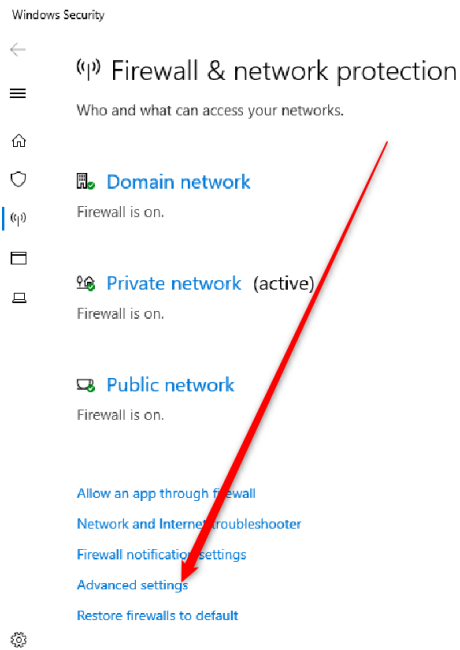 Windows Security
Firewall & network protection
Who and what can access your networks.
Domain network
Firewall is on.
Private network (active)
Firewall is on.
Public network
Firewall is on.
Allow an app through firewall
Network and Internet troubleshooter
Firewall notification settings
Advanced settings
Restore firewalls to default